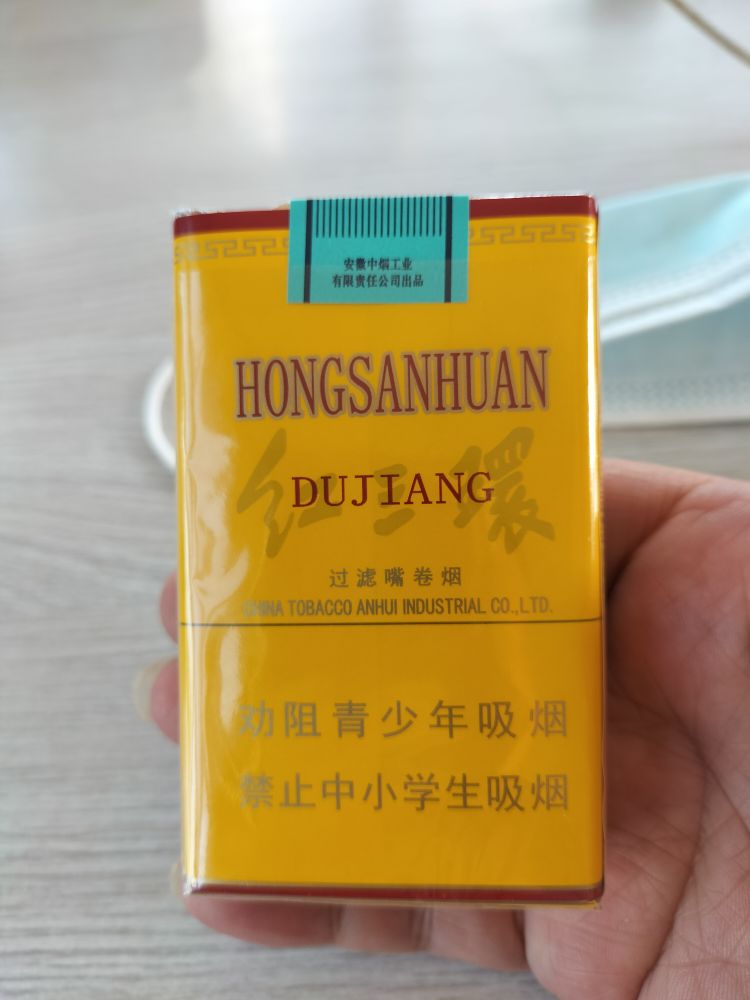 安徽中烟工业
有限责任公司出品
HONGSANHUAN
红三環
DUJIANG
过滤嘴卷烟
CHINA TOBACCO ANHUI INDUSTRIAL CO.,LTD.
劝阻青少年吸烟
禁止中小学生吸烟